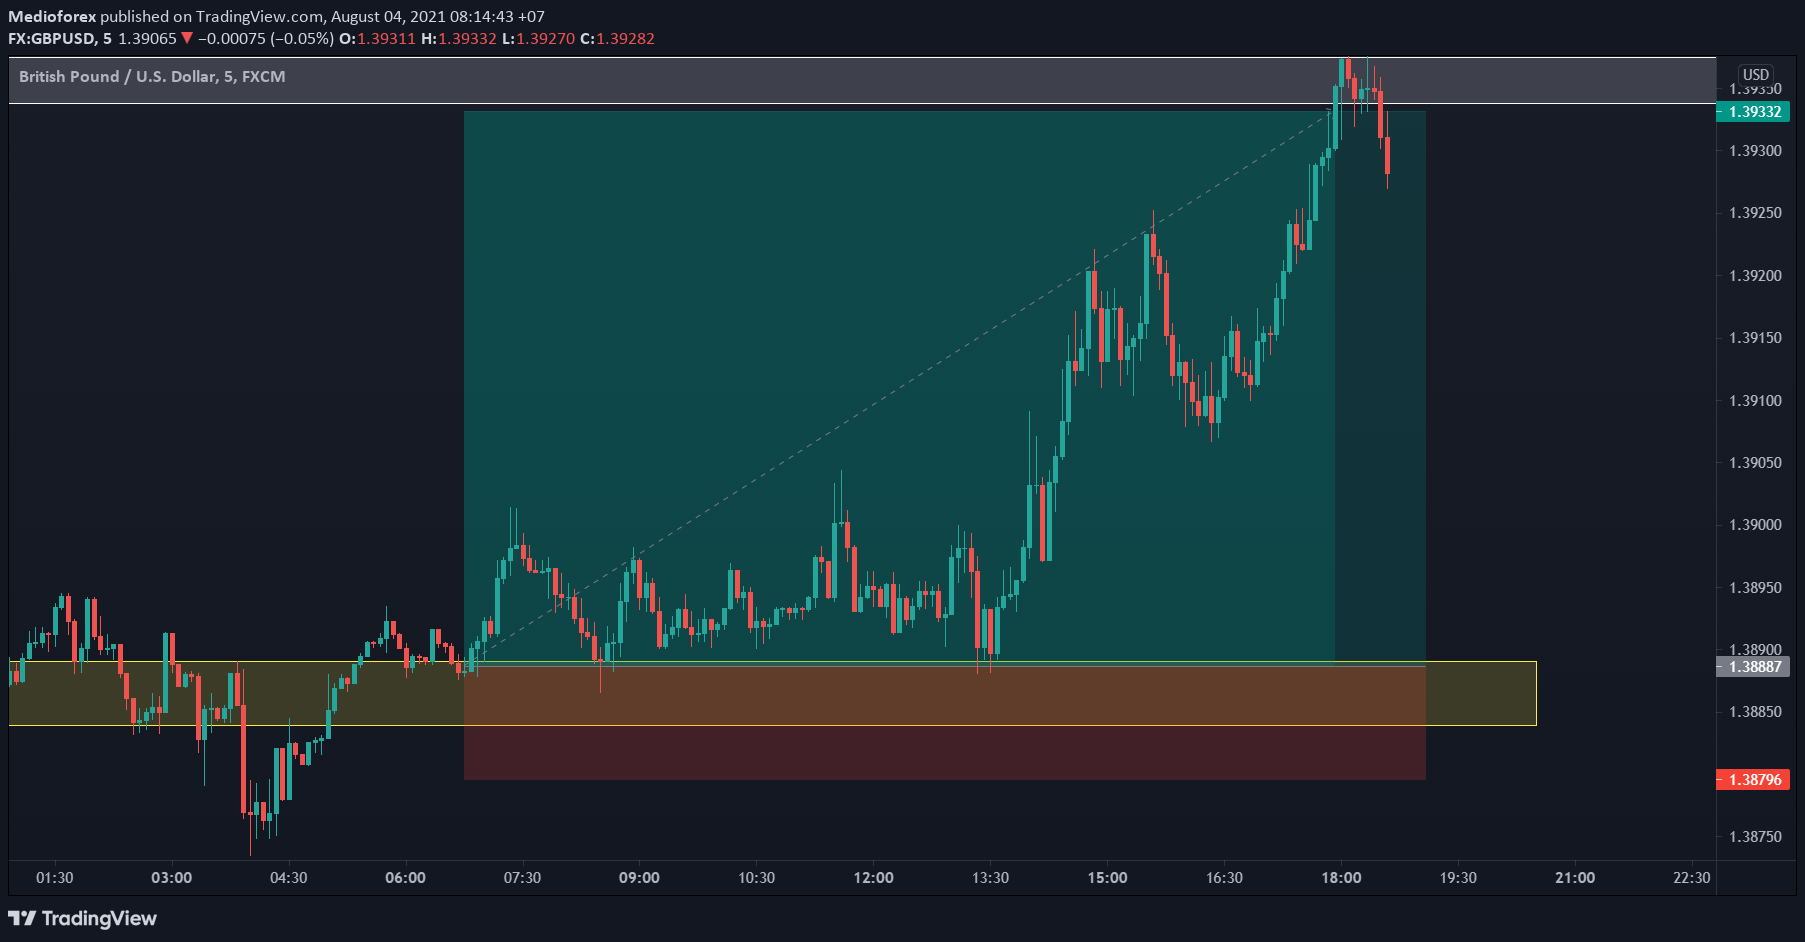 Medioforex published on TradingView.com, August 04, 2021 08:14:43 +07
FX:GBPUSD, 5 1.39065 ▼ −0.00075 (−0.05%) O:1.39311 H:1.39332 L:1.39270 C:1.39282
British Pound / U.S. Dollar, 5, FXCM
USD
1.39350
1.39332
1.39300
1.39250
1.39200
1.39150
1.39100
1.39050
1.39000
1.38950
1.38900
1.38887
1.38850
1.38796
1.38750
01:30 03:00 04:30 06:00 07:30 09:00 10:30 12:00 13:30 15:00 16:30 18:00 19:30 21:00 22:30
TradingView